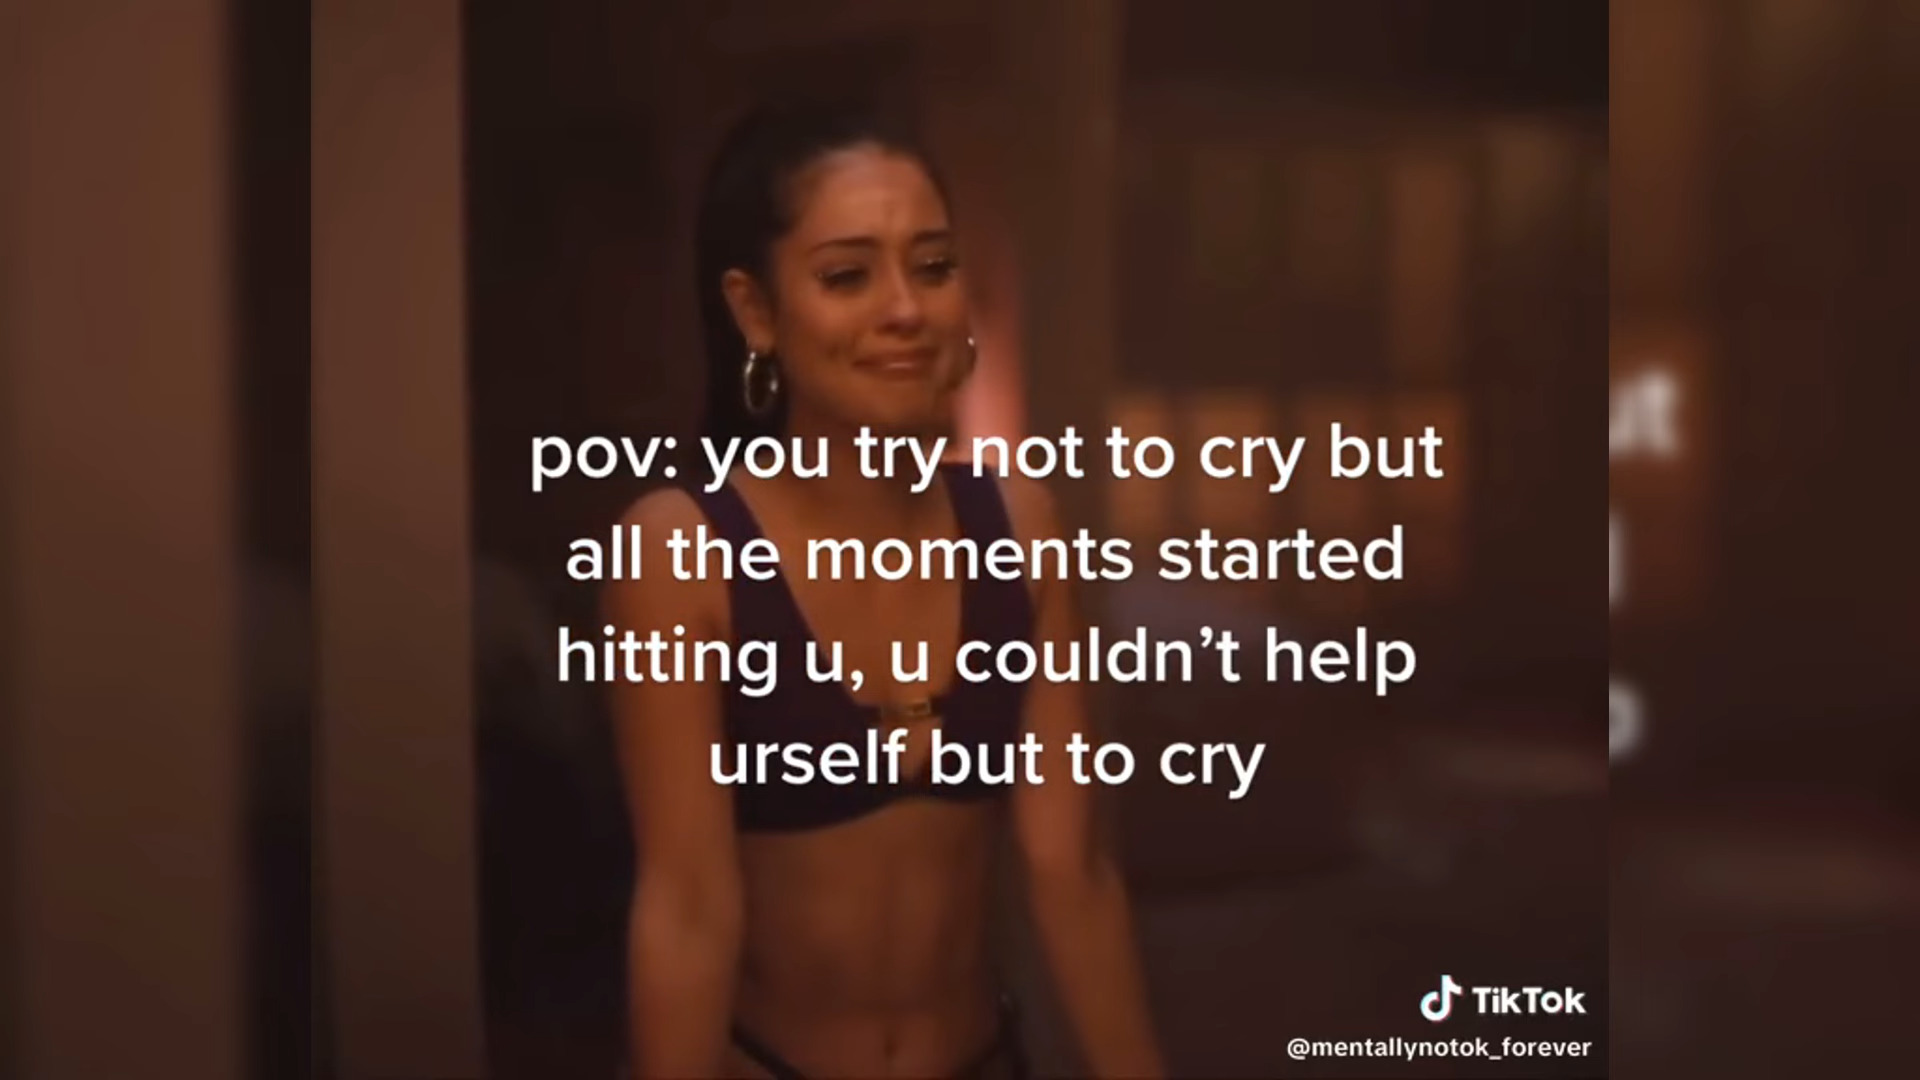 pov: you try not to cry but
all the moments started
hitting u, u couldn’t help
urself but to cry
TikTok
@mentallynotok_forever